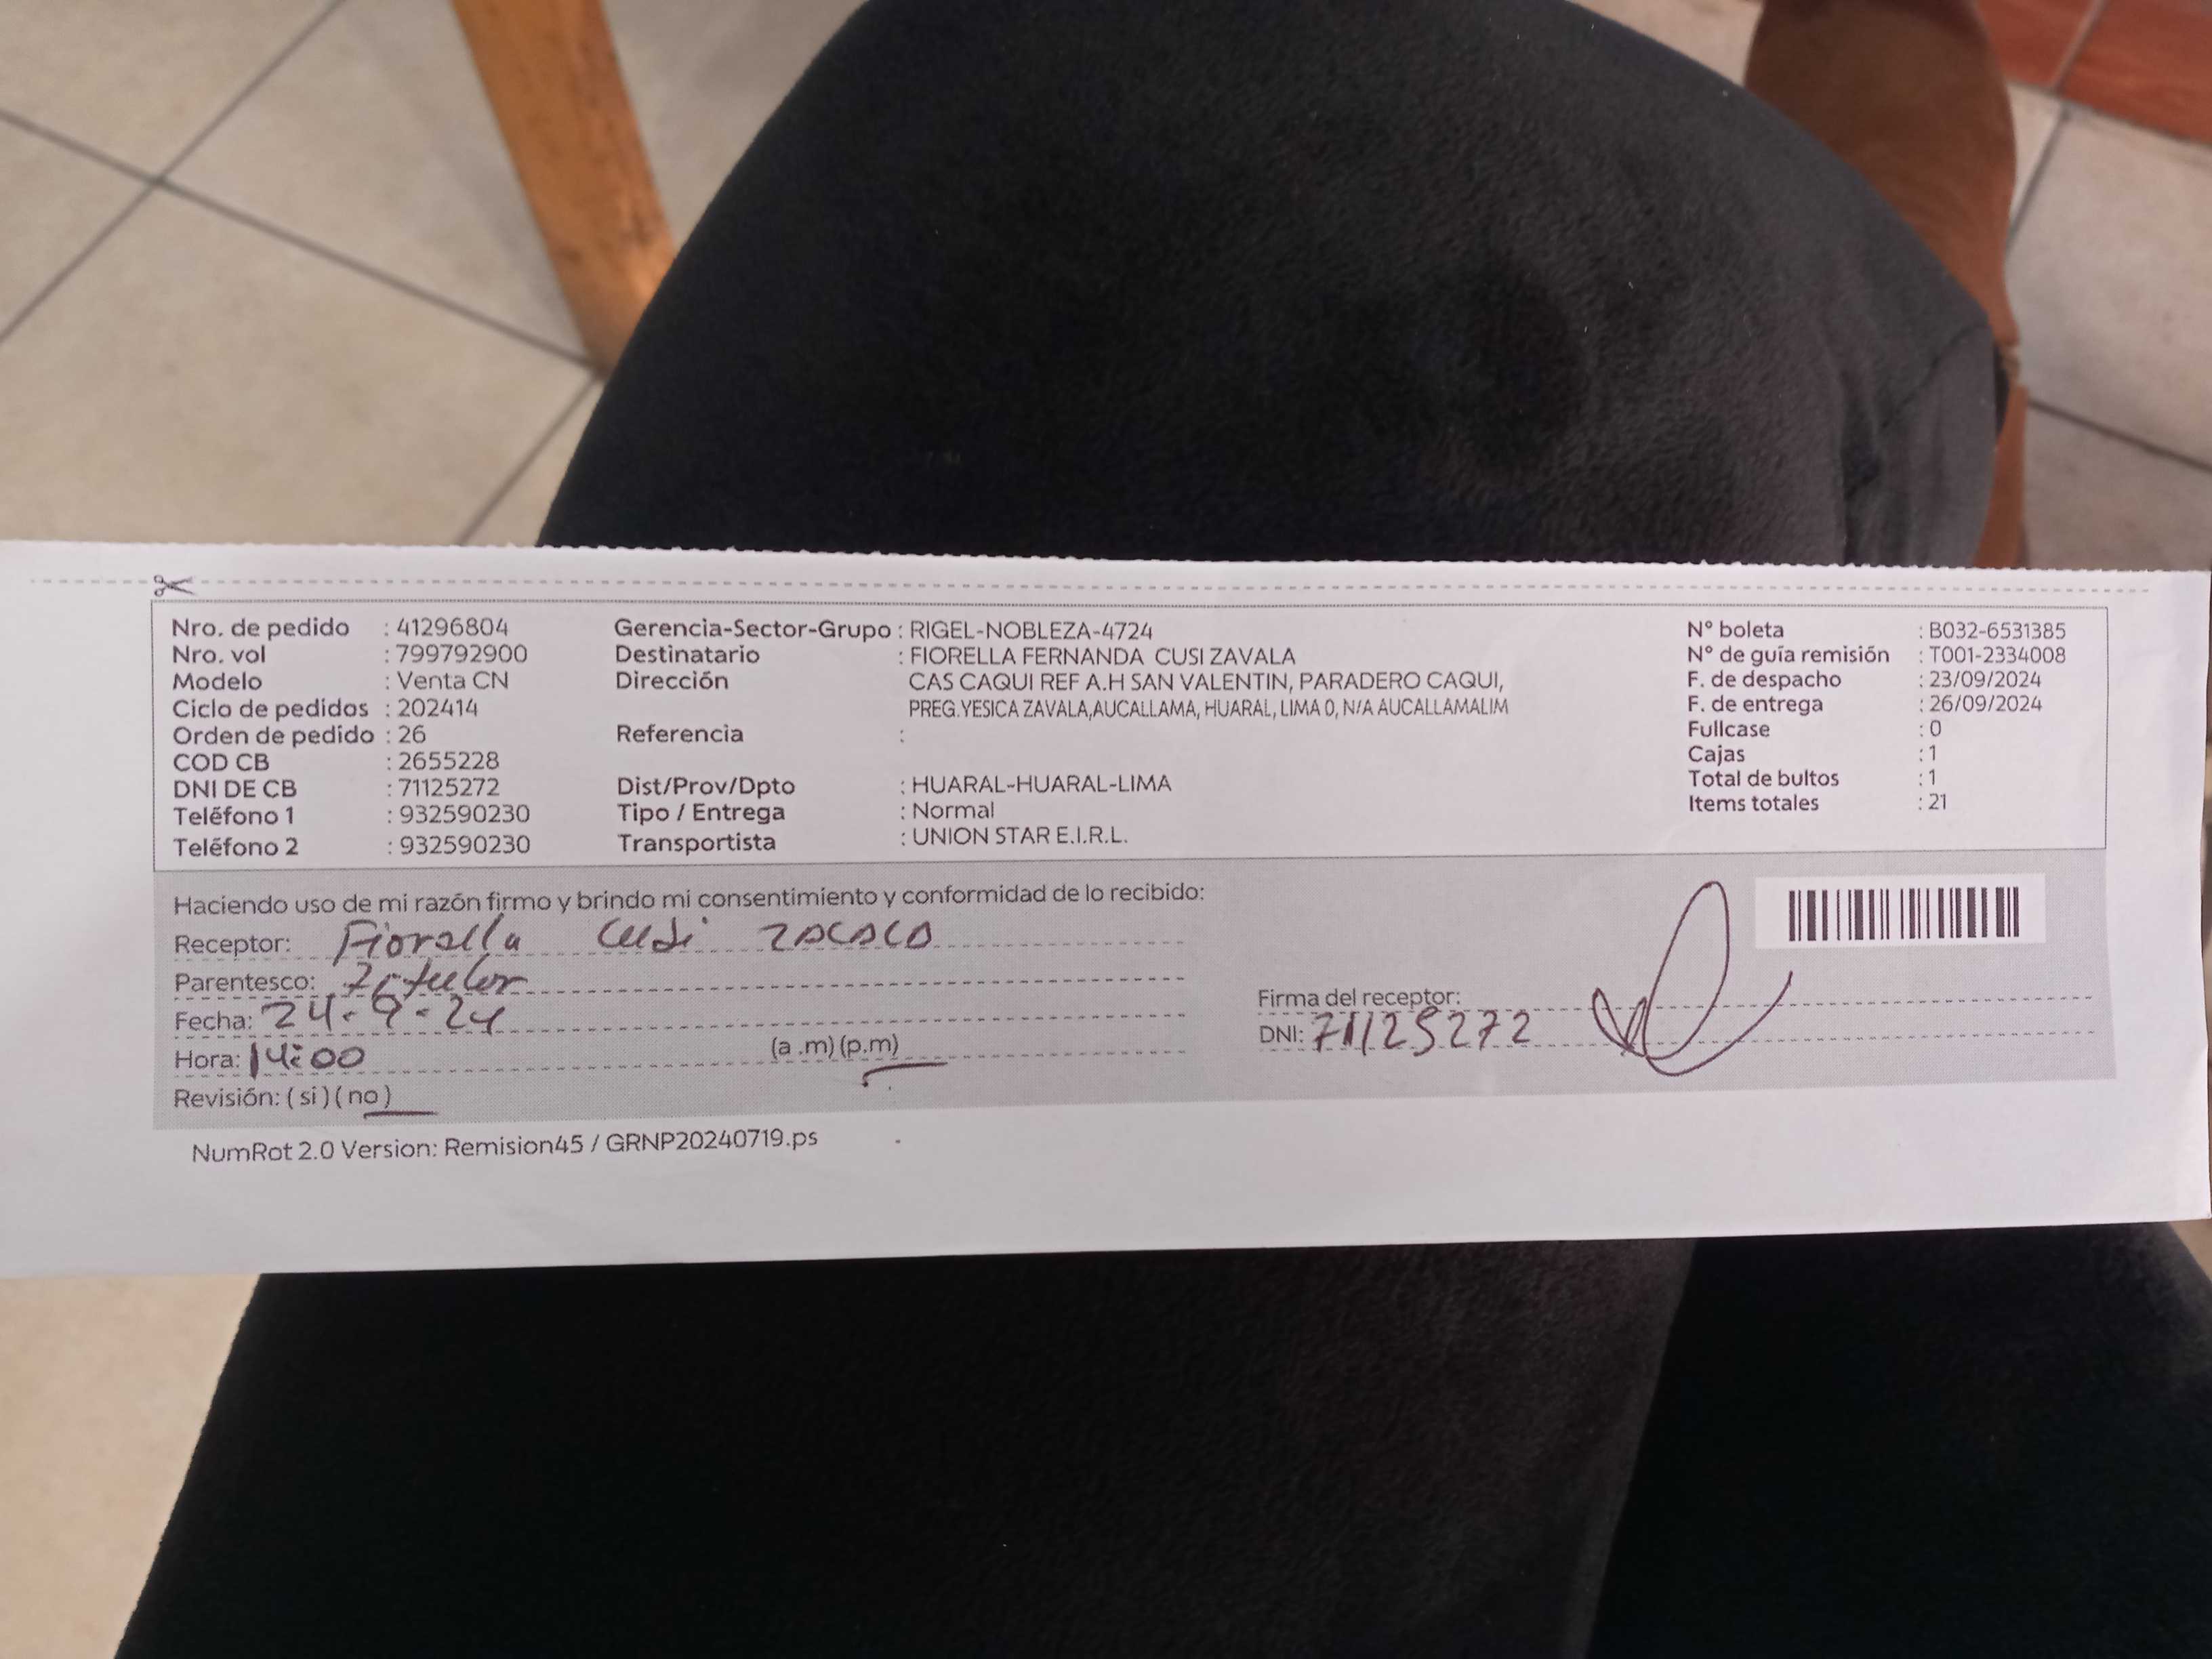 Nro. de pedido : 41296804 Gerencia-Sector-Grupo : RIGEL-NOBLEZA-4724 N° boleta : B032-6531385
Nro. vol : 799792900 Destinatario : FIORELLA FERNANDA CUSI ZAVALA N° de guía remisión : T001-2334008
Modelo : Venta CN Dirección CAS CAQUI REF A.H SAN VALENTIN, PARADERO CAQUI, F. de despacho : 23/09/2024
Ciclo de pedidos : 202414 PREG.YESICA ZAVALA,AUCALLAMA, HUARAL, LIMA 0, N/A AUCALLAMALIM F. de entrega : 26/09/2024
Orden de pedido : 26 Referencia : Fullcase : 0
COD CB : 2655228 Cajas : 1
DNI DE CB : 71125272 Dist/Prov/Dpto : HUARAL-HUARAL-LIMA Total de bultos : 1
Teléfono 1 : 932590230 Tipo / Entrega : Normal Items totales : 21
Teléfono 2 : 932590230 Transportista : UNION STAR E.I.R.L.
Haciendo uso de mi razón firmo y brindo mi consentimiento y conformidad de lo recibido:
Receptor: Fiorella Cusi
Parentesco: Titular
Fecha: 24-9-24 Firma del receptor:
Hora: 14:00 (a .m) (p.m) DNI: 71125272
Revisión: ( si ) ( no )
NumRot 2.0 Version: Remision45 / GRNP20240719.ps